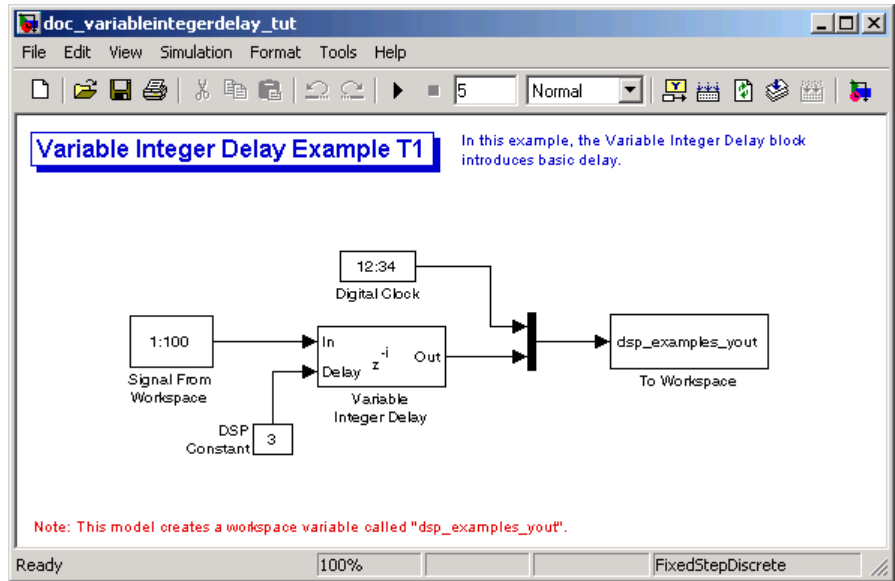 doc_variableintegerdelay_tut
File Edit View Simulation Format Tools Help
5 Normal
Variable Integer Delay Example T1
In this example, the Variable Integer Delay block
introduces basic delay.
12:34
Digital Clock
1:100
Signal From
Workspace
In
Delay
z-i
Out
Variable
Integer Delay
DSP
Constant
3
dsp_examples_yout
To Workspace
Note: This model creates a workspace variable called "dsp_examples_yout".
Ready 100% FixedStepDiscrete